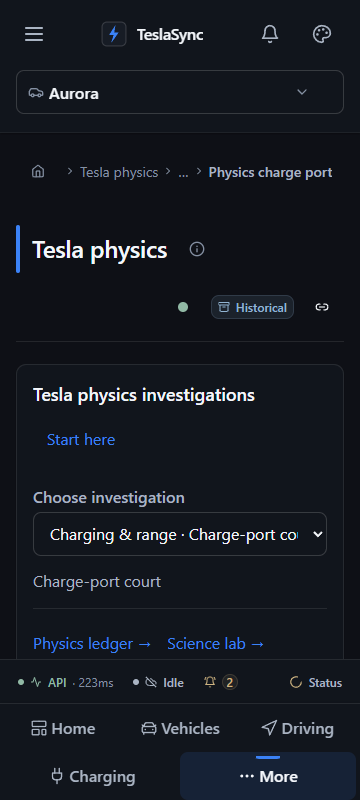 TeslaSync
Aurora
Tesla physics ... Physics charge port
Tesla physics
Historical
Tesla physics investigations
Start here
Choose investigation
Charging & range · Charge-port
Charge-port court
Physics ledger → Science lab →
API · 223ms Idle 2 Status
Home Vehicles Driving
Charging More